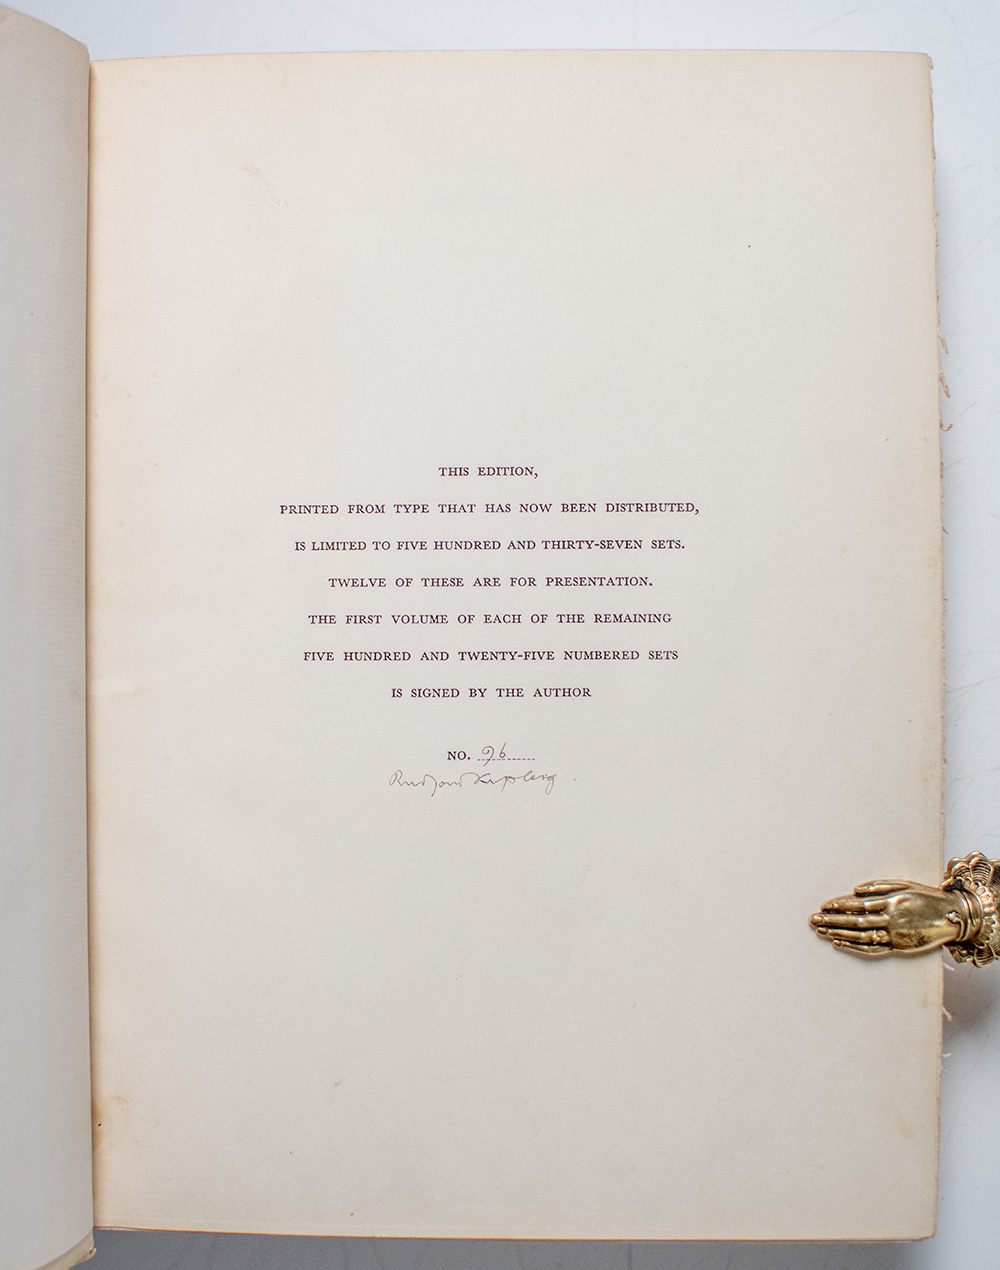 THIS EDITION,
PRINTED FROM TYPE THAT HAS NOW BEEN DISTRIBUTED,
IS LIMITED TO FIVE HUNDRED AND THIRTY-SEVEN SETS.
TWELVE OF THESE ARE FOR PRESENTATION.
THE FIRST VOLUME OF EACH OF THE REMAINING
FIVE HUNDRED AND TWENTY-FIVE NUMBERED SETS
IS SIGNED BY THE AUTHOR
NO. 96
Rudyard Kipling